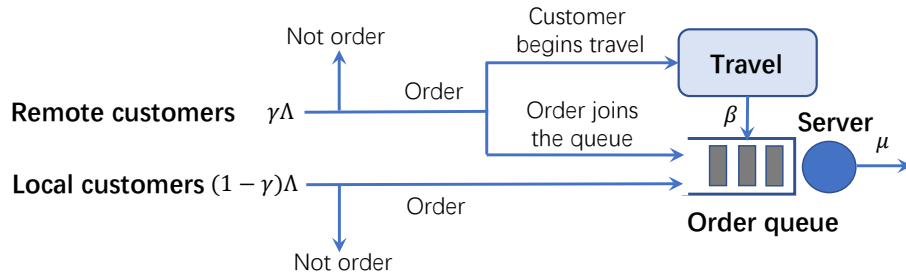 Customer
begins travel
Not order
Travel
Order
Remote customers γΛ
Order joins
the queue
β
Server
μ
Local customers (1 − γ)Λ
Order
Order queue
Not order